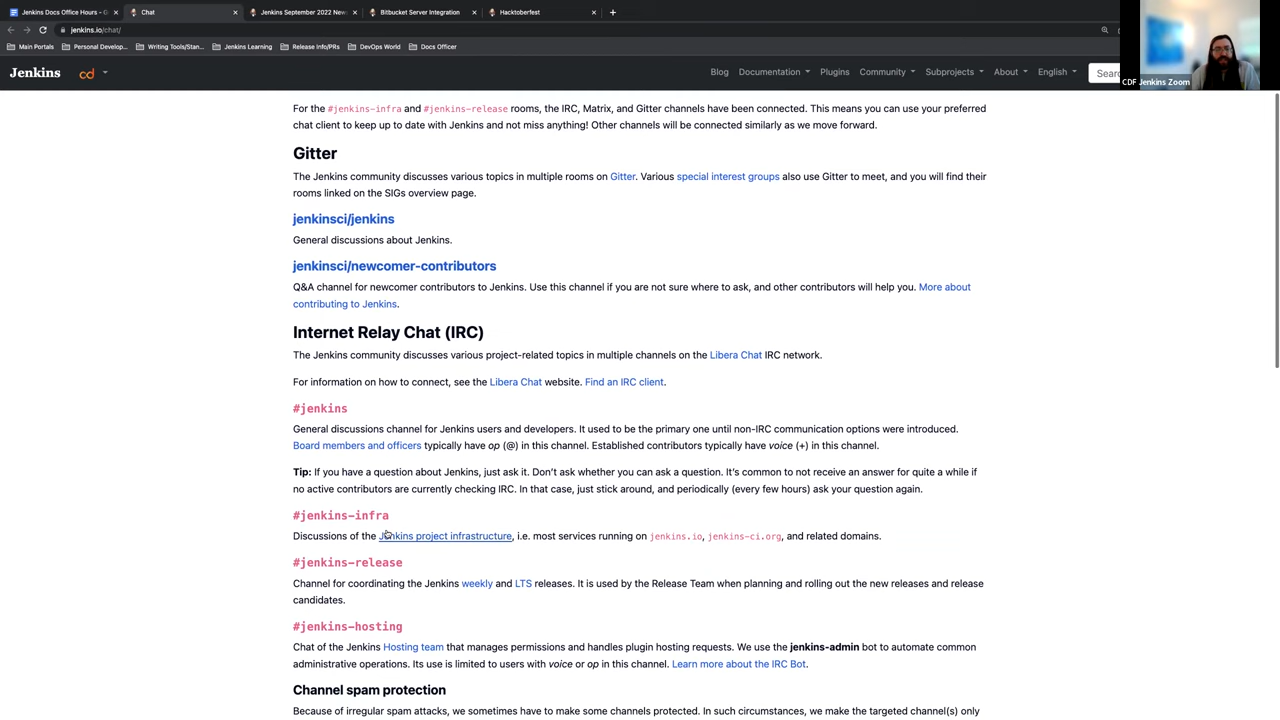 Jenkins Docs Office Hours - G
Chat
Jenkins September 2022 New
Bitbucket Server Integration
Hacktoberfest
jenkins.io/chat/
Main Portals
Personal Develop...
Writing Tools/Stan...
Jenkins Learning
Release Info/PRs
DevOps World
Docs Officer
Jenkins
cd
Blog
Documentation
Plugins
Community
Subprojects
About
English
Searc
CDF Jenkins Zoom
For the #jenkins-infra and #jenkins-release rooms, the IRC, Matrix, and Gitter channels have been connected. This means you can use your preferred
chat client to keep up to date with Jenkins and not miss anything! Other channels will be connected similarly as we move forward.
Gitter
The Jenkins community discusses various topics in multiple rooms on Gitter. Various special interest groups also use Gitter to meet, and you will find their
rooms linked on the SIGs overview page.
jenkinsci/jenkins
General discussions about Jenkins.
jenkinsci/newcomer-contributors
Q&A channel for newcomer contributors to Jenkins. Use this channel if you are not sure where to ask, and other contributors will help you. More about
contributing to Jenkins.
Internet Relay Chat (IRC)
The Jenkins community discusses various project-related topics in multiple channels on the Libera Chat IRC network.
For information on how to connect, see the Libera Chat website. Find an IRC client.
#jenkins
General discussions channel for Jenkins users and developers. It used to be the primary one until non-IRC communication options were introduced.
Board members and officers typically have op (@) in this channel. Established contributors typically have voice (+) in this channel.
Tip: If you have a question about Jenkins, just ask it. Don't ask whether you can ask a question. It's common to not receive an answer for quite a while if
no active contributors are currently checking IRC. In that case, just stick around, and periodically (every few hours) ask your question again.
#jenkins-infra
Discussions of the Jenkins project infrastructure, i.e. most services running on jenkins.io, jenkins-ci.org, and related domains.
#jenkins-release
Channel for coordinating the Jenkins weekly and LTS releases. It is used by the Release Team when planning and rolling out the new releases and release
candidates.
#jenkins-hosting
Chat of the Jenkins Hosting team that manages permissions and handles plugin hosting requests. We use the jenkins-admin bot to automate common
administrative operations. Its use is limited to users with voice or op in this channel. Learn more about the IRC Bot.
Channel spam protection
Because of irregular spam attacks, we sometimes have to make some channels protected. In such circumstances, we make the targeted channel(s) only